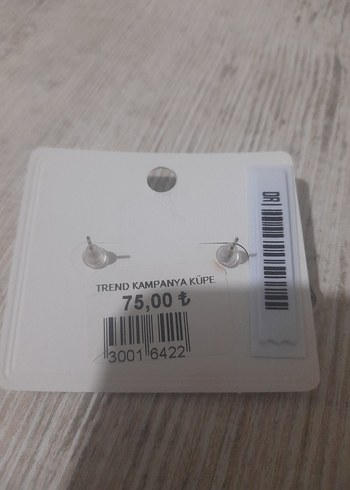 TREND KAMPANYA KÜPE
75,00 ₺
3001 6422